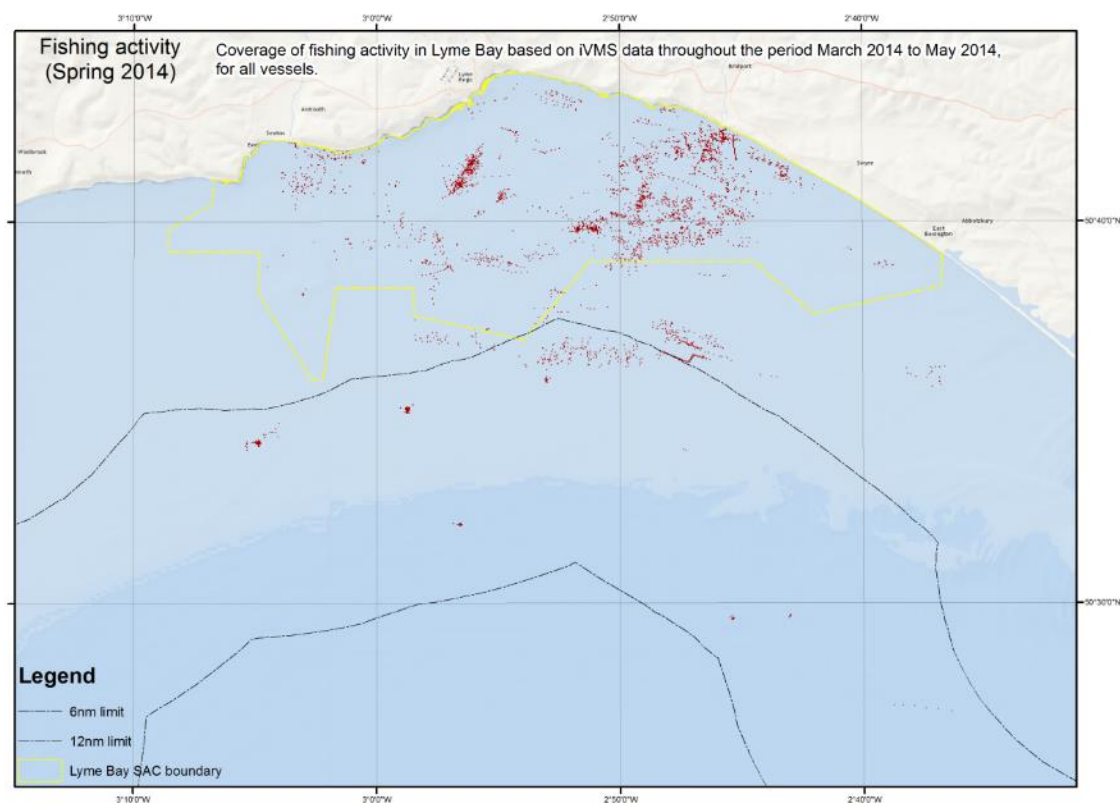 3°10'0"W 3°0'0"W 2°50'0"W 2°40'0"W
Fishing activity
(Spring 2014)
Coverage of fishing activity in Lyme Bay based on iVMS data throughout the period March 2014 to May 2014,
for all vessels.
Bridport
Lyme
Regis
Axmouth
Seaton
Beer
Swyre
Abbotsbury
East
Bexington
50°40'0"N
50°30'0"N
Legend
6nm limit
12nm limit
Lyme Bay SAC boundary
3°10'0"W 3°0'0"W 2°50'0"W 2°40'0"W